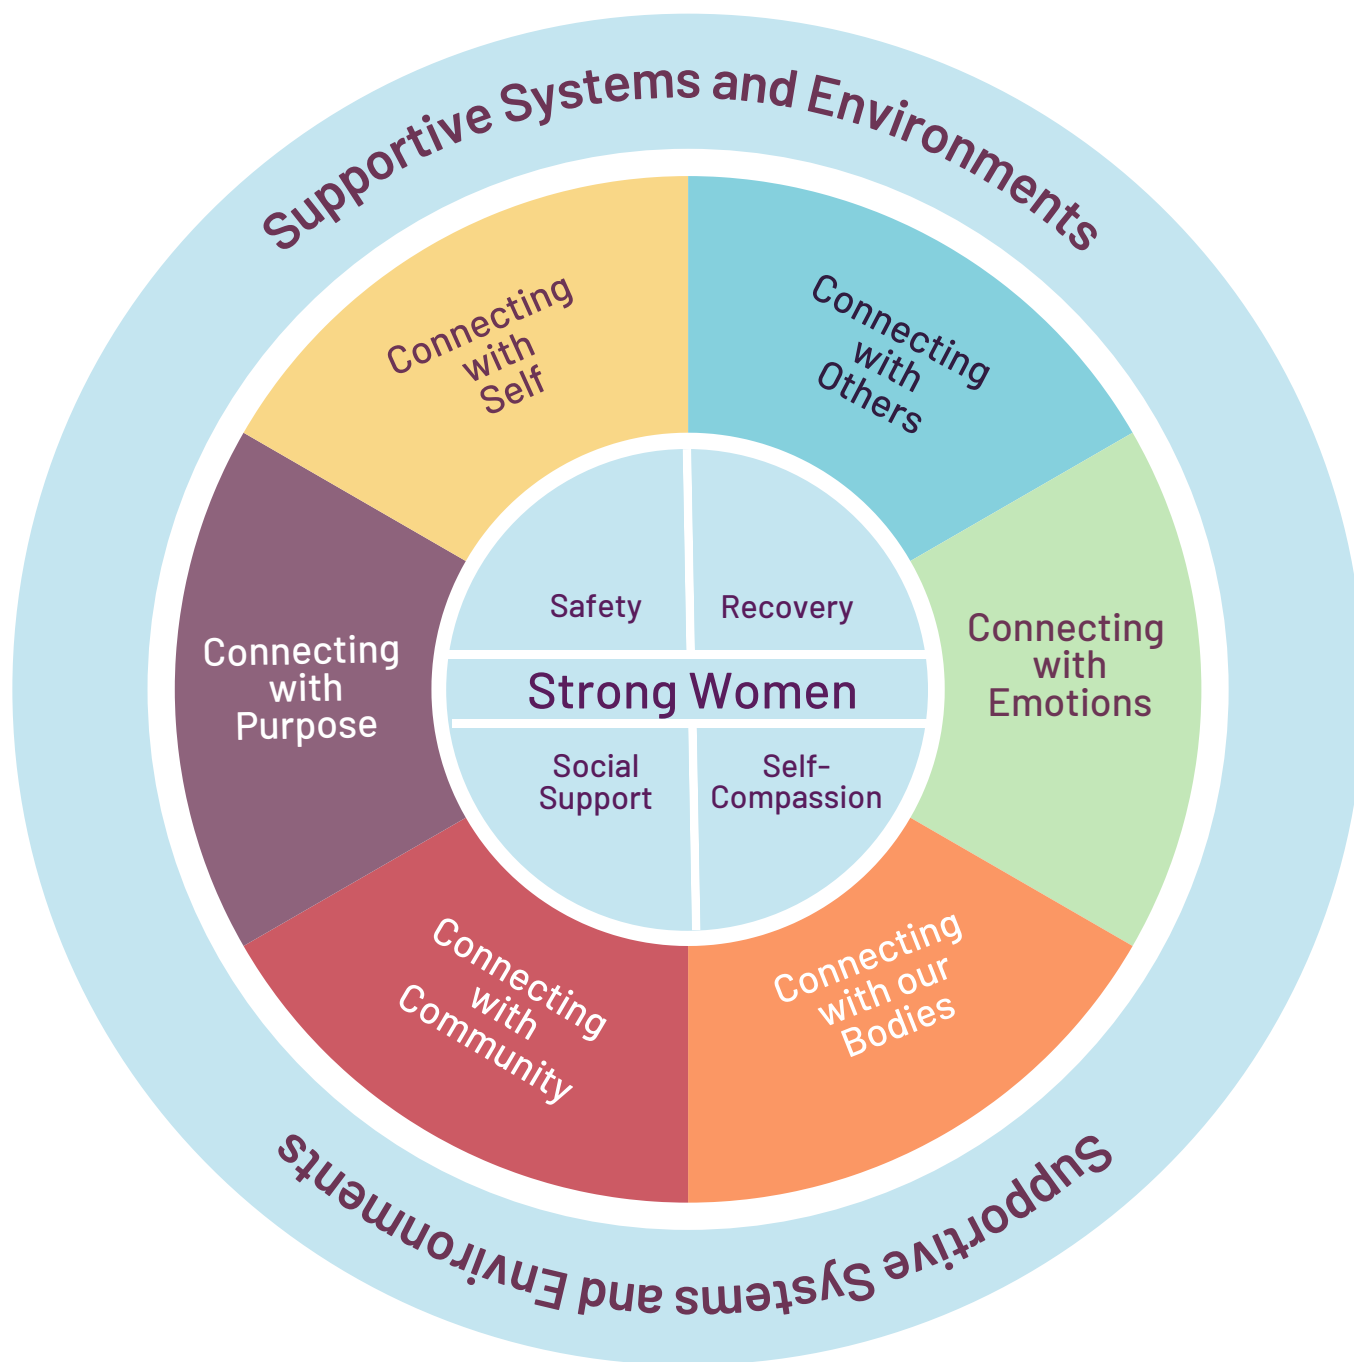 Supportive Systems and Environments
Connecting
with
Self
Connecting
with
Others
Connecting
with
Emotions
Connecting
with our
Bodies
Connecting
with
Community
Connecting
with
Purpose
Safety
Recovery
Strong Women
Social
Support
Self-
Compassion
Supportive Systems and Environments